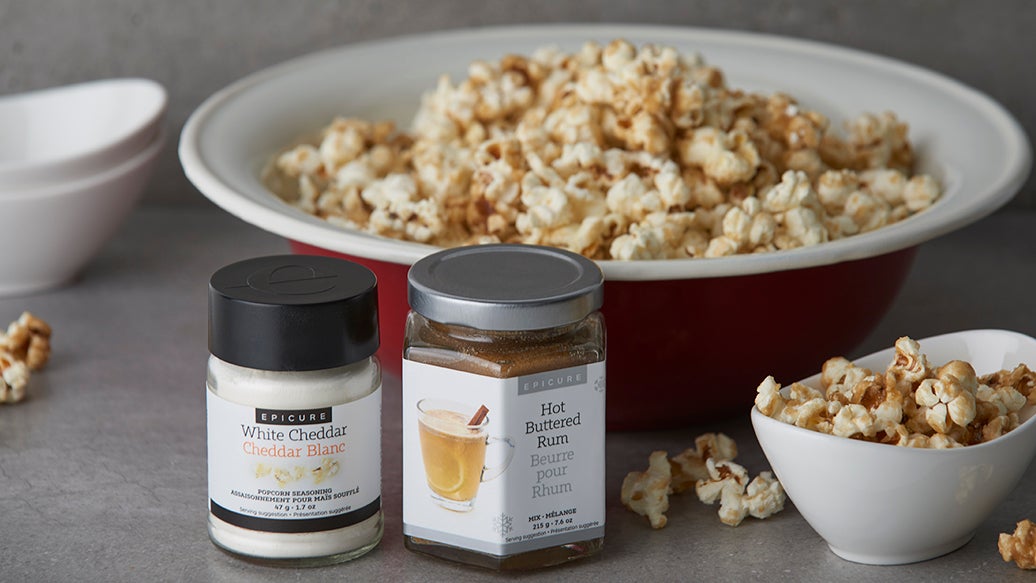 EPICURE
White Cheddar
Cheddar Blanc
POPCORN SEASONING
ASSAISONNEMENT POUR MAÏS SOUFFLÉ
47 g • 1.7 oz
Serving suggestion • Présentation suggérée
EPICURE
Hot
Buttered
Rum
Beurre
pour
Rhum
MIX • MÉLANGE
215 g • 7.6 oz
Serving suggestion • Présentation suggérée